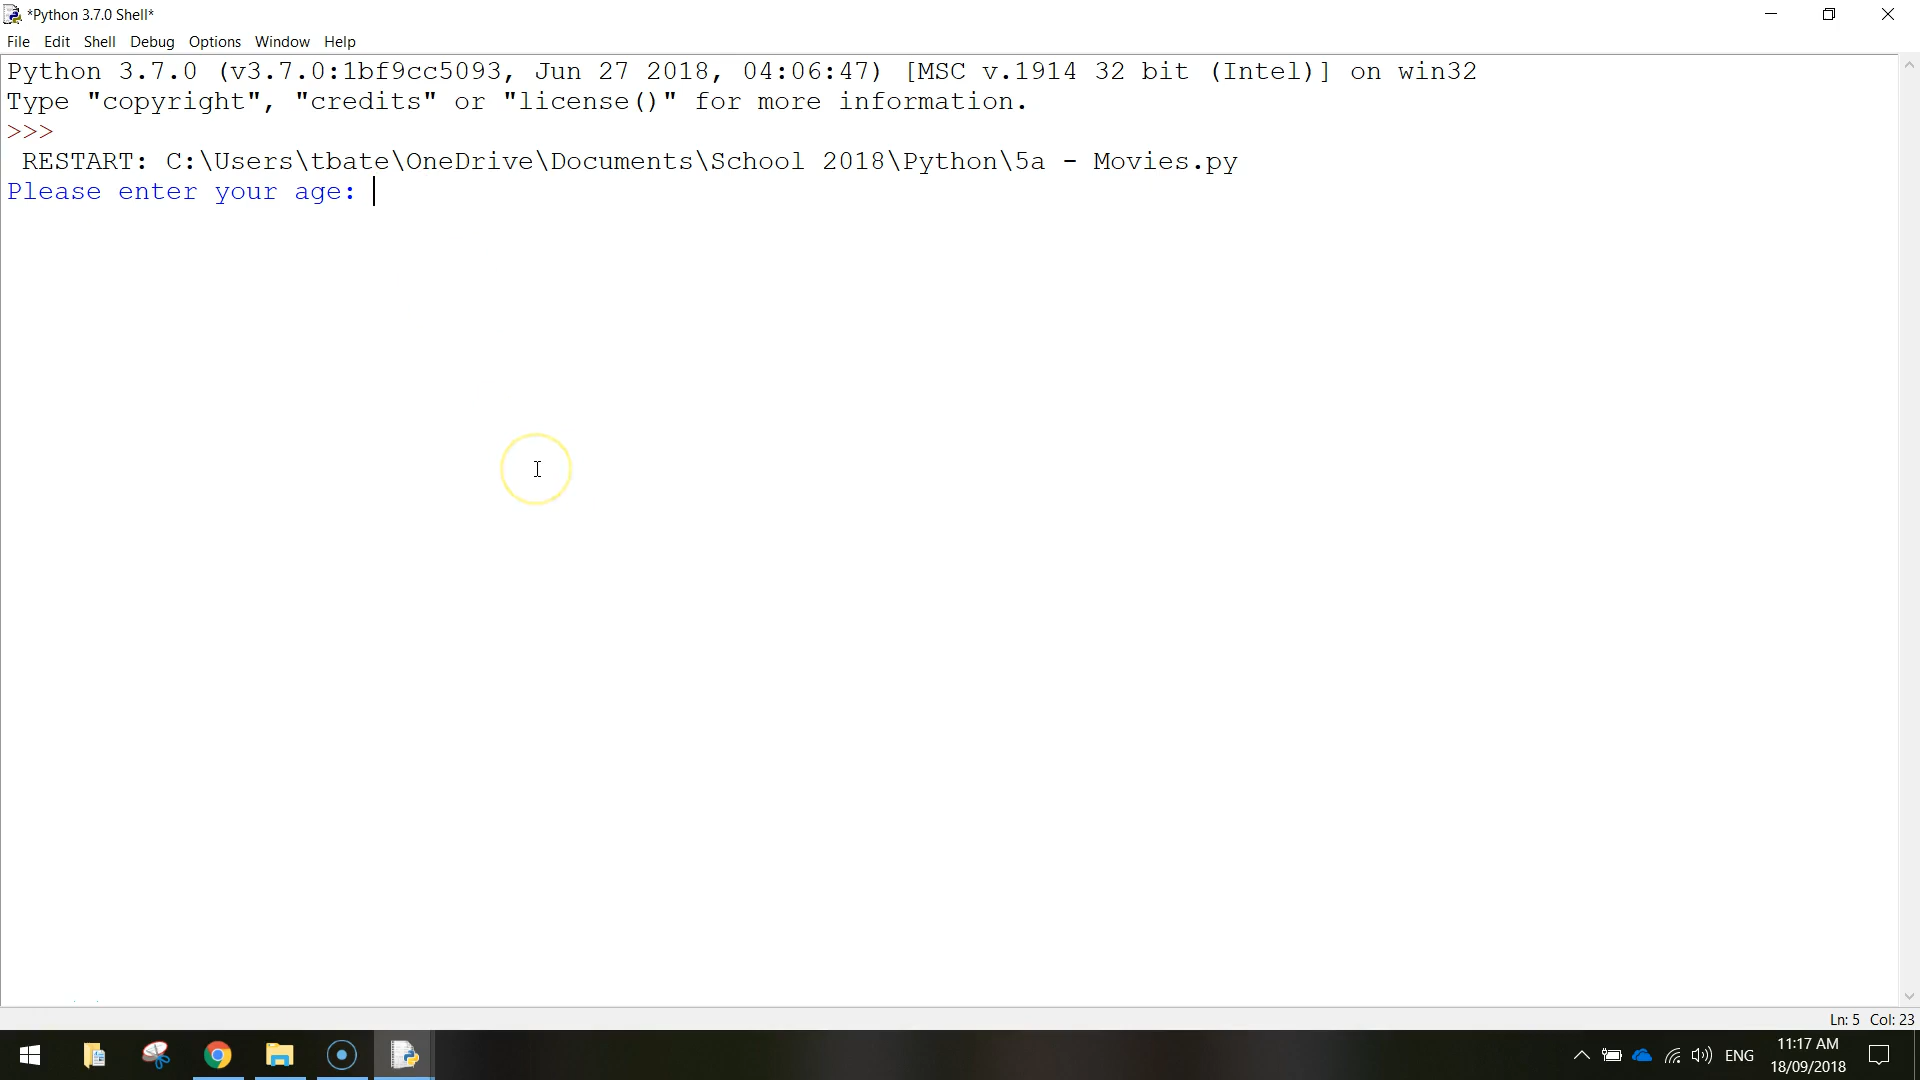 *Python 3.7.0 Shell*
File Edit Shell Debug Options Window Help
Python 3.7.0 (v3.7.0:1bf9cc5093, Jun 27 2018, 04:06:47) [MSC v.1914 32 bit (Intel)] on win32
Type "copyright", "credits" or "license()" for more information.
>>>
RESTART: C:\Users\tbate\OneDrive\Documents\School 2018\Python\5a - Movies.py
Please enter your age:
Ln: 5 Col: 23
ENG
11:17 AM
18/09/2018